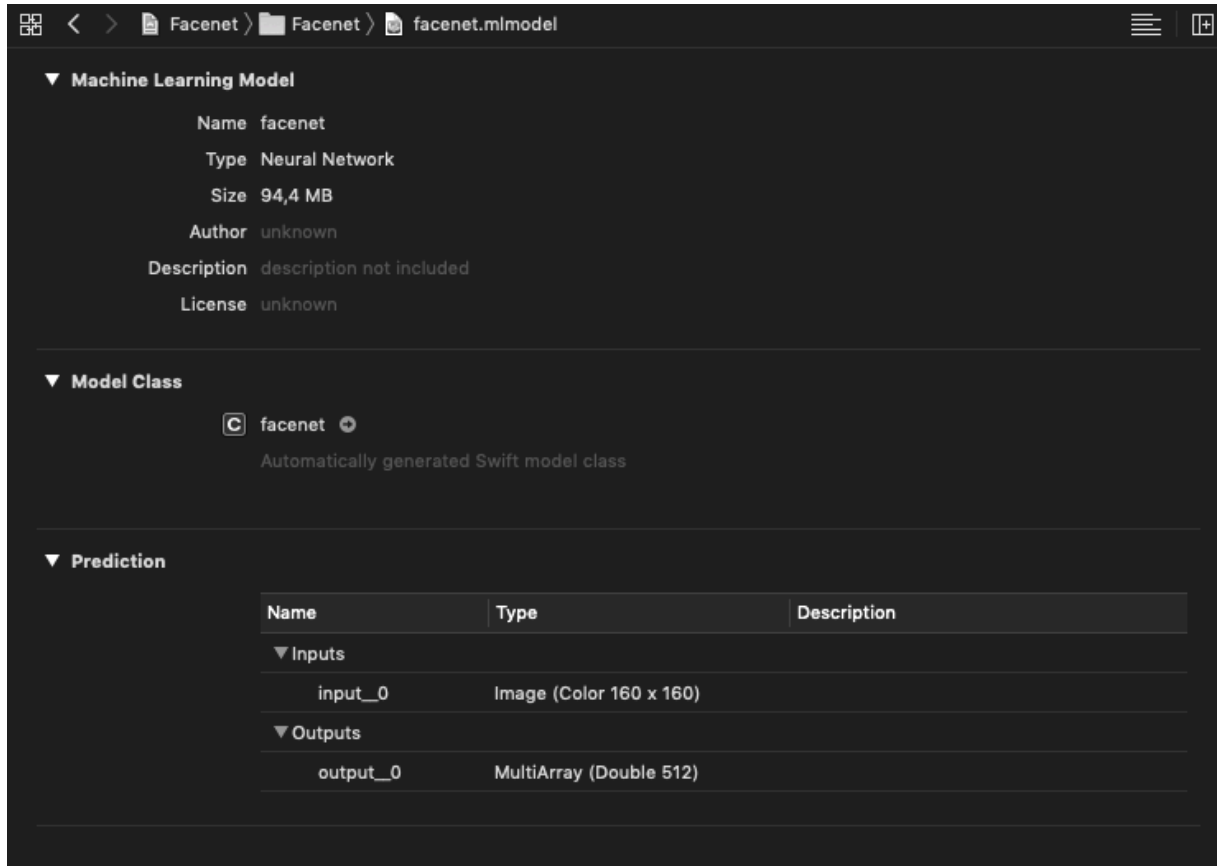 Facenet 〉 Facenet 〉 facenet.mlmodel
Machine Learning Model
Name facenet
Type Neural Network
Size 94,4 MB
Author unknown
Description description not included
License unknown
Model Class
C facenet
Automatically generated Swift model class
Prediction
Name Type Description
Inputs
input__0 Image (Color 160 x 160)
Outputs
output__0 MultiArray (Double 512)